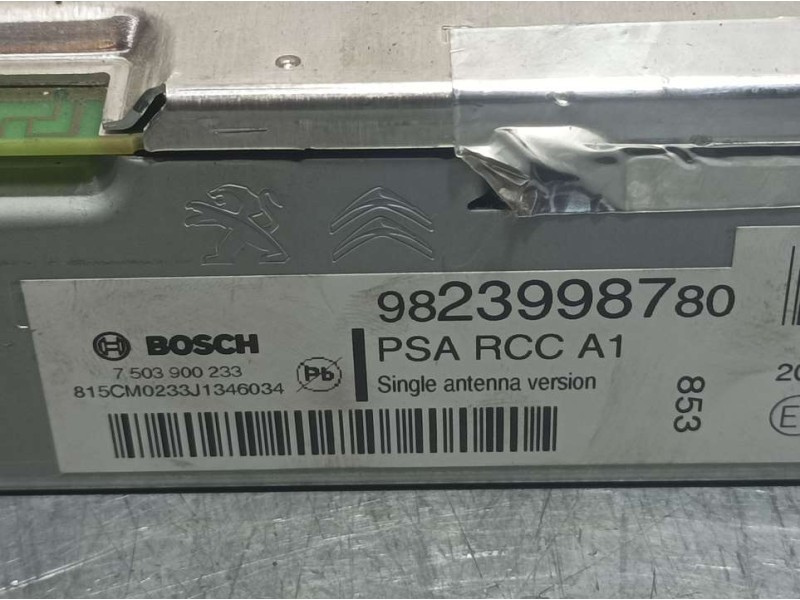 9823998780
BOSCH
PSA RCC A1
7 503 900 233
Pb
Single antenna version
815CM0233J1346034
853
20
E